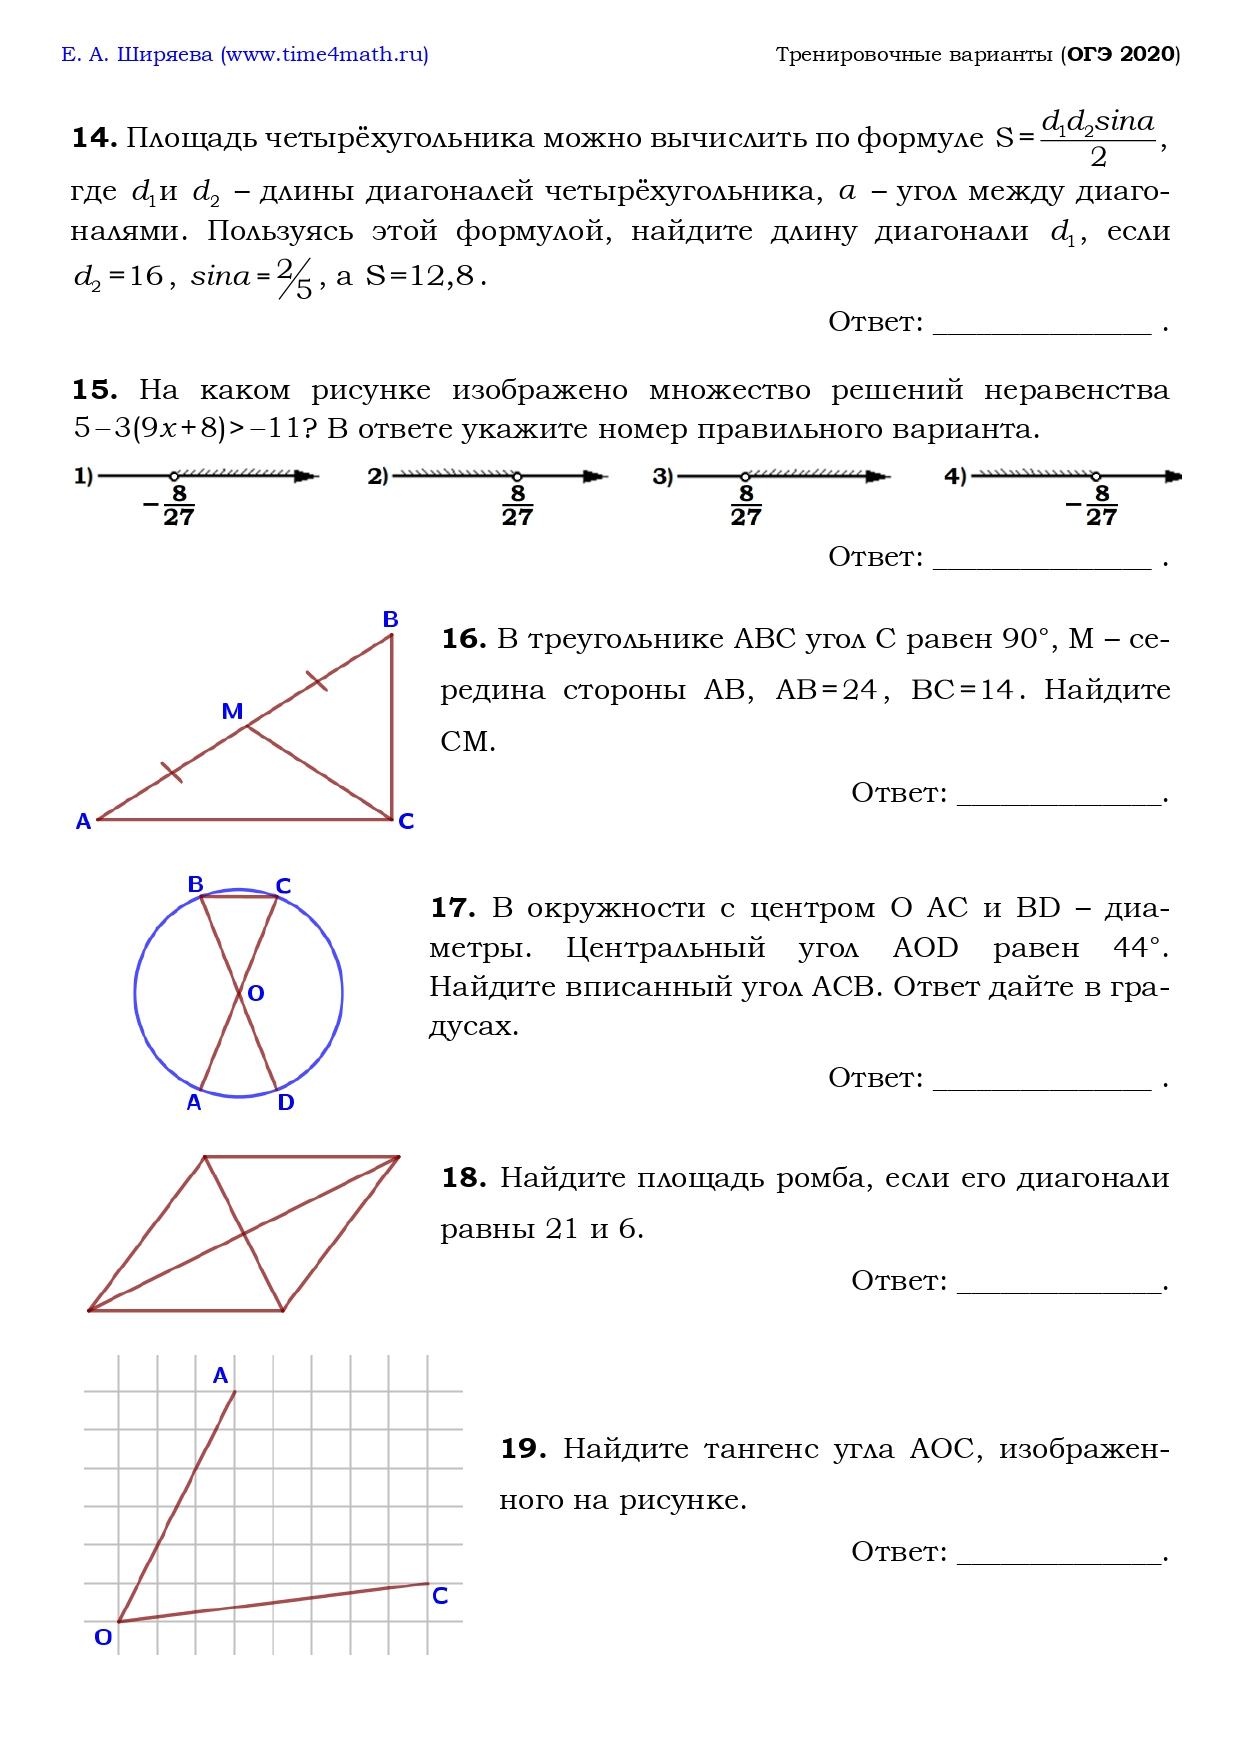 Е. А. Ширяева (www.time4math.ru) Тренировочные варианты (ОГЭ 2020)
14. Площадь четырёхугольника можно вычислить по формуле S = d₁d₂sina / 2,
где d₁ и d₂ – длины диагоналей четырёхугольника, a – угол между диаго-
налями. Пользуясь этой формулой, найдите длину диагонали d₁, если
d₂ = 16, sina = 2/5, а S = 12,8.
Ответ: _______________ .
15. На каком рисунке изображено множество решений неравенства
5 – 3(9x + 8) > –11? В ответе укажите номер правильного варианта.
1) 2) 3) 4)
– 8/27 8/27 8/27 – 8/27
Ответ: _______________ .
B
M
A
C
16. В треугольнике ABC угол C равен 90°, M – се-
редина стороны AB, AB = 24, BC = 14. Найдите
CM.
Ответ: ______________.
B
C
O
A
D
17. В окружности с центром O AC и BD – диа-
метры. Центральный угол AOD равен 44°.
Найдите вписанный угол ACB. Ответ дайте в гра-
дусах.
Ответ: _______________ .
18. Найдите площадь ромба, если его диагонали
равны 21 и 6.
Ответ: ______________.
A
C
O
19. Найдите тангенс угла AOC, изображен-
ного на рисунке.
Ответ: ______________.